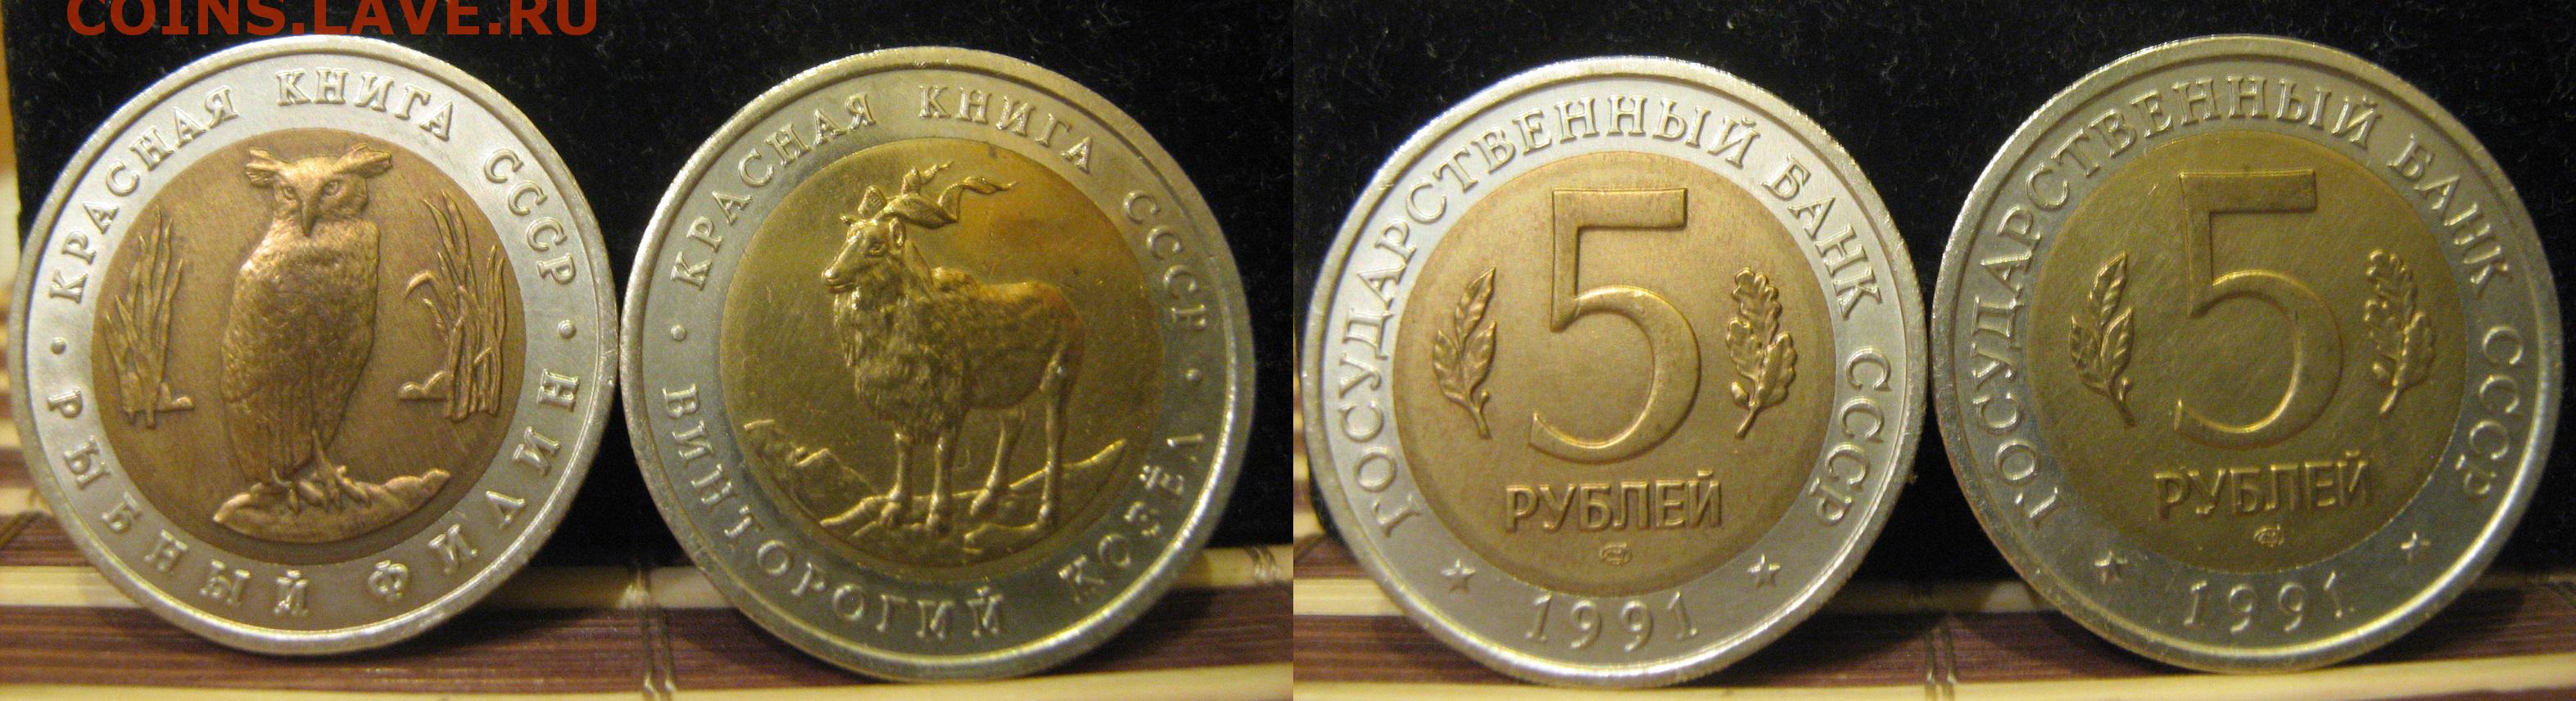 COINS.LAVE.RU
КРАСНАЯ КНИГА СССР
РЫБНЫЙ ФИЛИН
КРАСНАЯ КНИГА СССР
ВИНТОРОГИЙ КОЗЁЛ
ГОСУДАРСТВЕННЫЙ БАНК СССР
5
РУБЛЕЙ
1991
ГОСУДАРСТВЕННЫЙ БАНК СССР
5
РУБЛЕЙ
1991